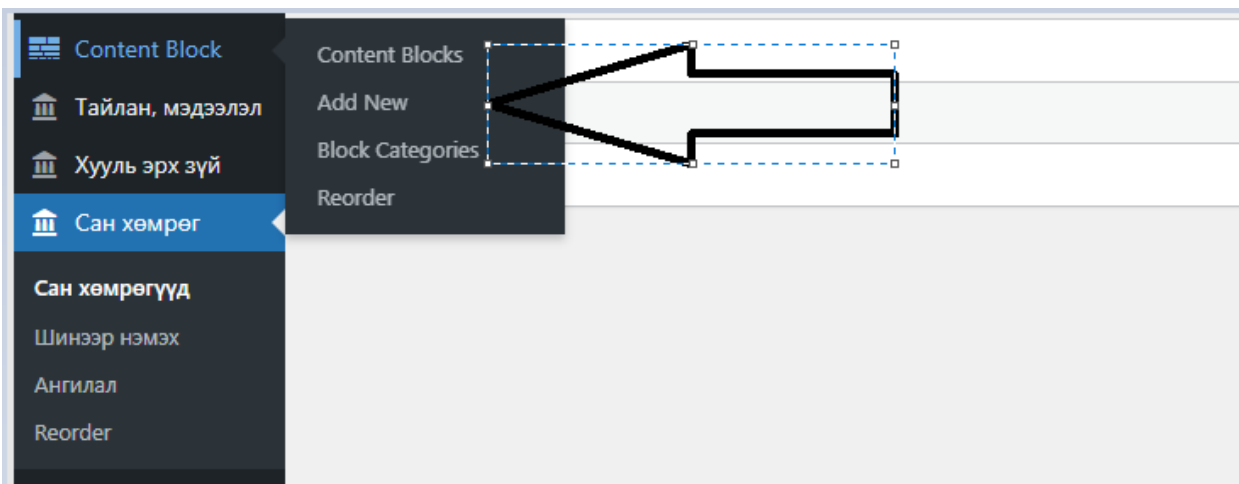 Content Block
Тайлан, мэдээлэл
Хууль эрх зүй
Сан хөмрөг
Сан хөмрөгүүд
Шинээр нэмэх
Ангилал
Reorder
Content Blocks
Add New
Block Categories
Reorder